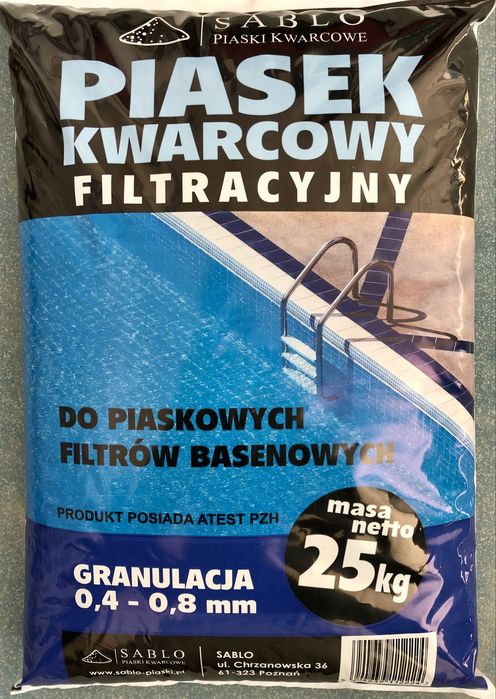 SABLO
PIASKI KWARCOWE
PIASEK
KWARCOWY
FILTRACYJNY
DO PIASKOWYCH
FILTRÓW BASENOWYCH
PRODUKT POSIADA ATEST PZH
masa
netto
25kg
GRANULACJA
0,4 - 0,8 mm
SABLO
PIASKI KWARCOWE
www.sablo-piaski.pl
SABLO
ul. Chrzanowska 36
61-323 Poznań